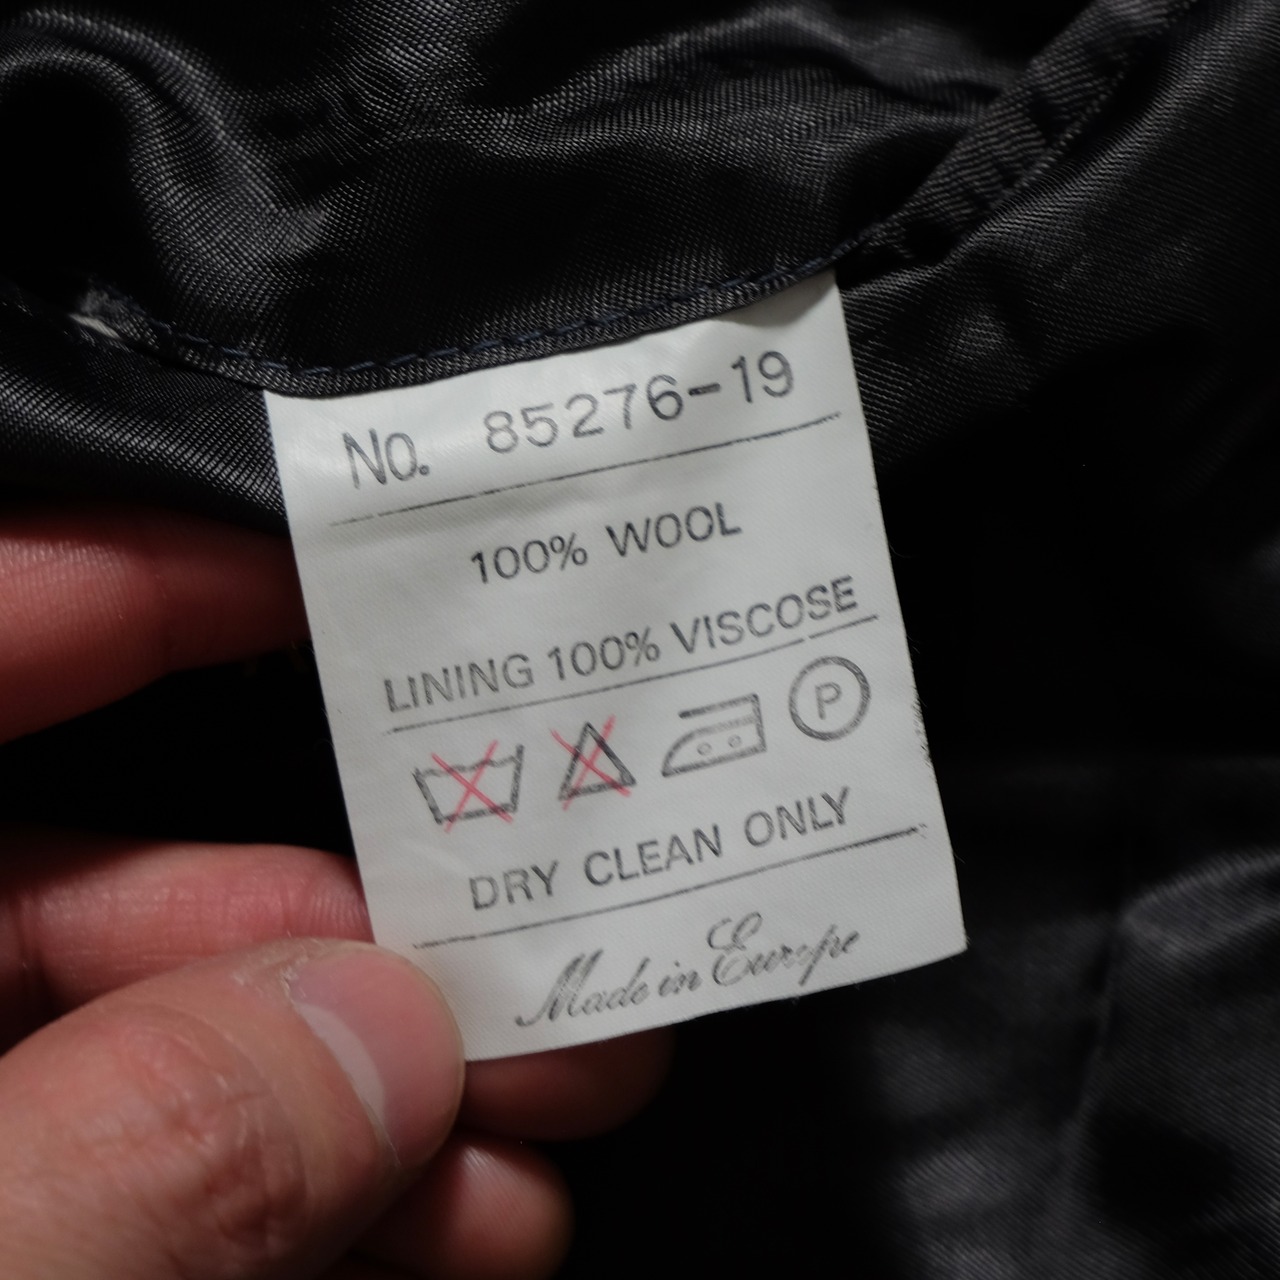 No. 85276-19
100% WOOL
LINING 100% VISCOSE
P
DRY CLEAN ONLY
Made in Europe